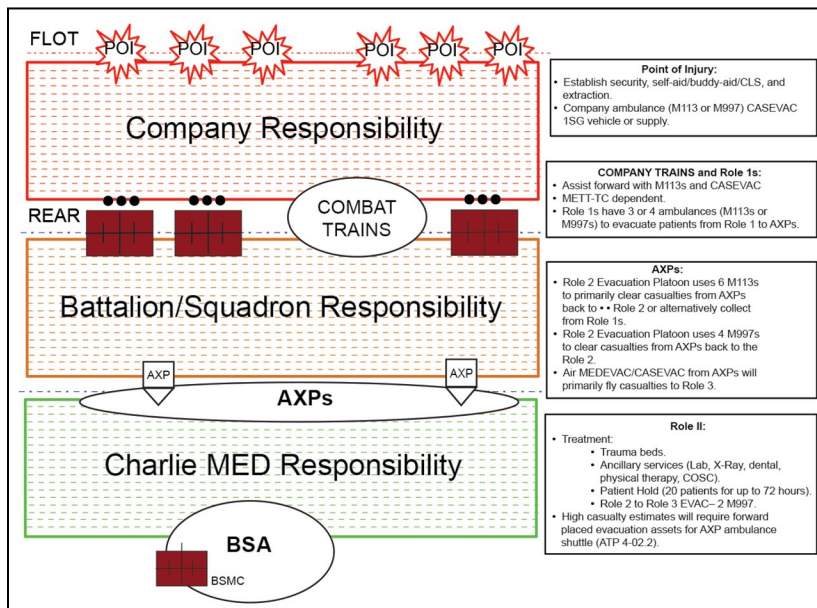 FLOT
POI
POI
POI
POI
POI
POI
Company Responsibility
REAR
COMBAT
TRAINS
Battalion/Squadron Responsibility
AXP
AXP
AXPs
Charlie MED Responsibility
BSA
BSMC
Point of Injury:
• Establish security, self-aid/buddy-aid/CLS, and
extraction.
• Company ambulance (M113 or M997) CASEVAC
1SG vehicle or supply.
COMPANY TRAINS and Role 1s:
• Assist forward with M113s and CASEVAC
• METT-TC dependent.
• Role 1s have 3 or 4 ambulances (M113s or
M997s) to evacuate patients from Role 1 to AXPs.
AXPs:
• Role 2 Evacuation Platoon uses 6 M113s
to primarily clear casualties from AXPs
back to • • Role 2 or alternatively collect
from Role 1s.
• Role 2 Evacuation Platoon uses 4 M997s
to clear casualties from AXPs back to the
Role 2.
• Air MEDEVAC/CASEVAC from AXPs will
primarily fly casualties to Role 3.
Role II:
• Treatment:
• Trauma beds.
• Ancillary services (Lab, X-Ray, dental,
physical therapy, COSC).
• Patient Hold (20 patients for up to 72 hours).
• Role 2 to Role 3 EVAC– 2 M997.
• High casualty estimates will require forward
placed evacuation assets for AXP ambulance
shuttle (ATP 4-02.2).